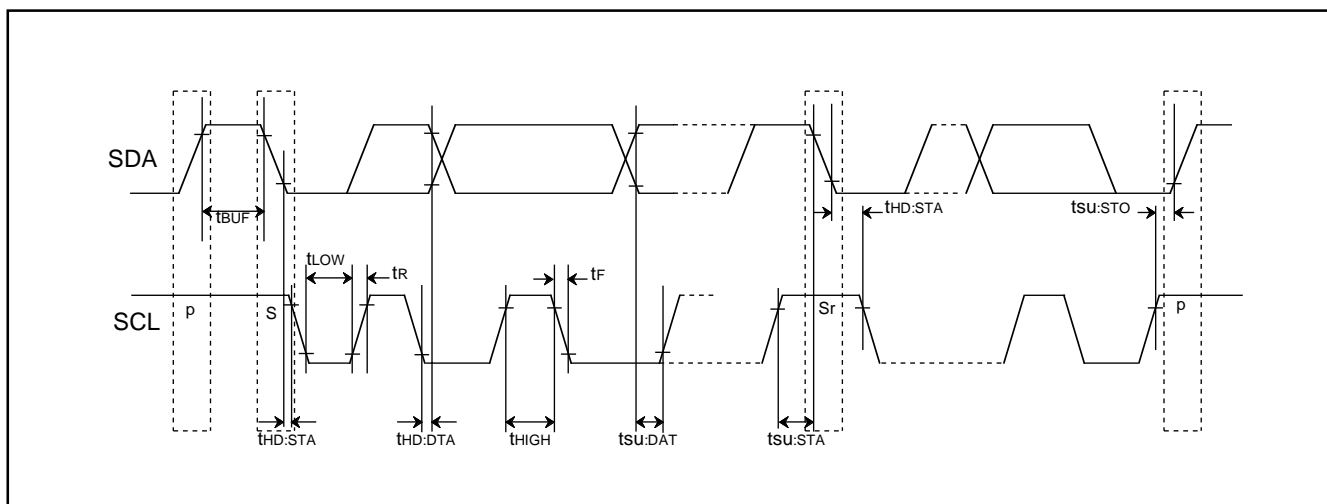 SDA
tBUF
tHD:STA
tsu:STO
tLOW
tR
tF
SCL
p
S
Sr
p
tHD:STA
tHD:DTA
tHIGH
tsu:DAT
tsu:STA